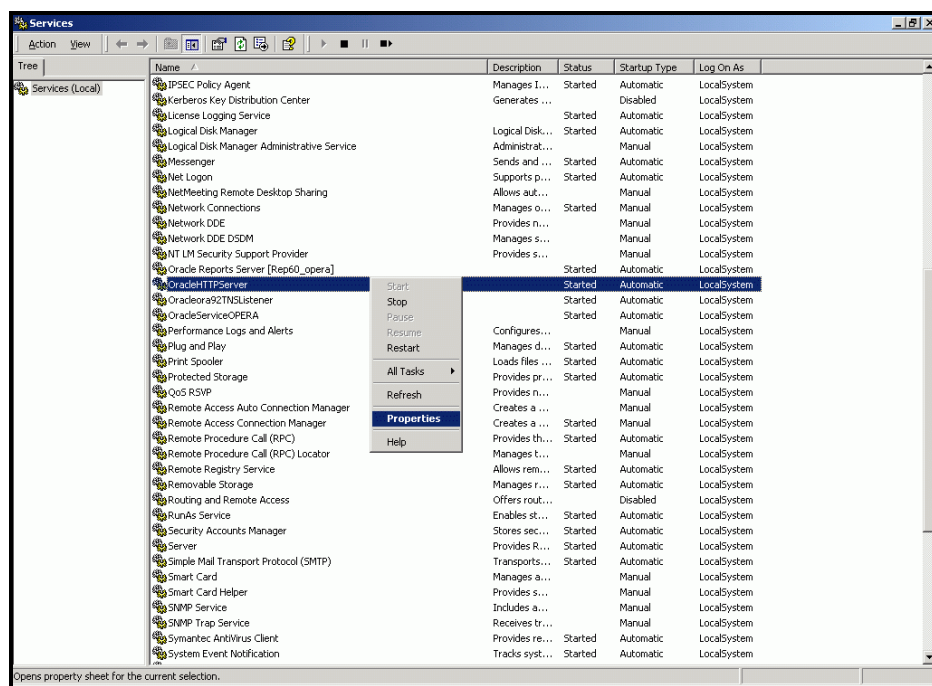 Services
Action View
Tree
Services (Local)
Name Description Status Startup Type Log On As
IPSEC Policy Agent Manages I... Started Automatic LocalSystem
Kerberos Key Distribution Center Generates ... Disabled LocalSystem
License Logging Service Started Automatic LocalSystem
Logical Disk Manager Logical Disk... Started Automatic LocalSystem
Logical Disk Manager Administrative Service Administrat... Manual LocalSystem
Messenger Sends and ... Started Automatic LocalSystem
Net Logon Supports p... Started Automatic LocalSystem
NetMeeting Remote Desktop Sharing Allows aut... Manual LocalSystem
Network Connections Manages o... Started Manual LocalSystem
Network DDE Provides n... Manual LocalSystem
Network DDE DSDM Manages s... Manual LocalSystem
NT LM Security Support Provider Provides s... Manual LocalSystem
Oracle Reports Server [Rep60_opera] Started Automatic LocalSystem
OracleHTTPServer Started Automatic LocalSystem
Oracleora92TNSListener Started Automatic LocalSystem
OracleServiceOPERA Started Automatic LocalSystem
Performance Logs and Alerts Configures... Manual LocalSystem
Plug and Play Manages d... Started Automatic LocalSystem
Print Spooler Loads files ... Started Automatic LocalSystem
Protected Storage Provides pr... Started Automatic LocalSystem
QoS RSVP Provides n... Manual LocalSystem
Remote Access Auto Connection Manager Creates a ... Manual LocalSystem
Remote Access Connection Manager Creates a ... Started Manual LocalSystem
Remote Procedure Call (RPC) Provides th... Started Automatic LocalSystem
Remote Procedure Call (RPC) Locator Manages t... Manual LocalSystem
Remote Registry Service Allows rem... Started Automatic LocalSystem
Removable Storage Manages r... Started Automatic LocalSystem
Routing and Remote Access Offers rout... Disabled LocalSystem
RunAs Service Enables st... Started Automatic LocalSystem
Security Accounts Manager Stores sec... Started Automatic LocalSystem
Server Provides R... Started Automatic LocalSystem
Simple Mail Transport Protocol (SMTP) Transports... Started Automatic LocalSystem
Smart Card Manages a... Manual LocalSystem
Smart Card Helper Provides s... Manual LocalSystem
SNMP Service Includes a... Manual LocalSystem
SNMP Trap Service Receives tr... Manual LocalSystem
Symantec AntiVirus Client Provides re... Started Automatic LocalSystem
System Event Notification Tracks syst... Started Automatic LocalSystem
Start
Stop
Pause
Resume
Restart
All Tasks
Refresh
Properties
Help
Opens property sheet for the current selection.